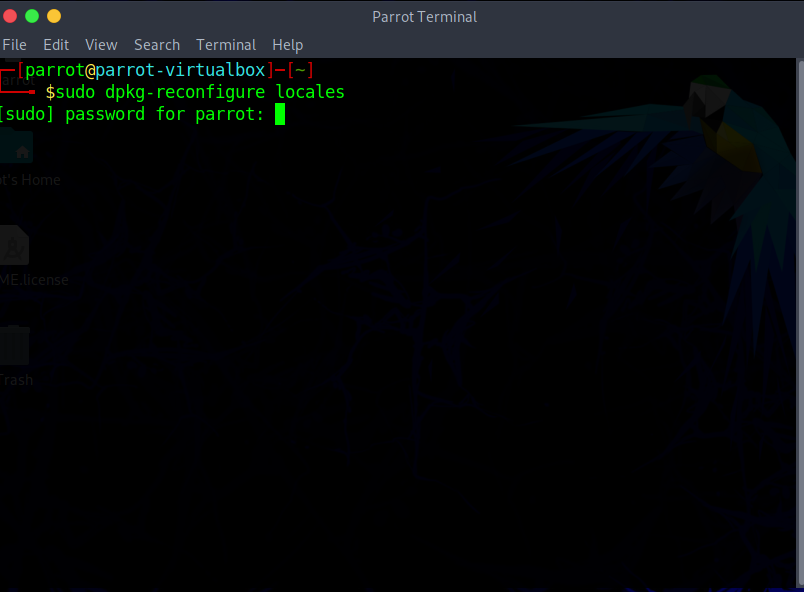 Parrot Terminal
File Edit View Search Terminal Help
[parrot@parrot-virtualbox]─[~]
$sudo dpkg-reconfigure locales
[sudo] password for parrot:
t's Home
ME.license
Trash